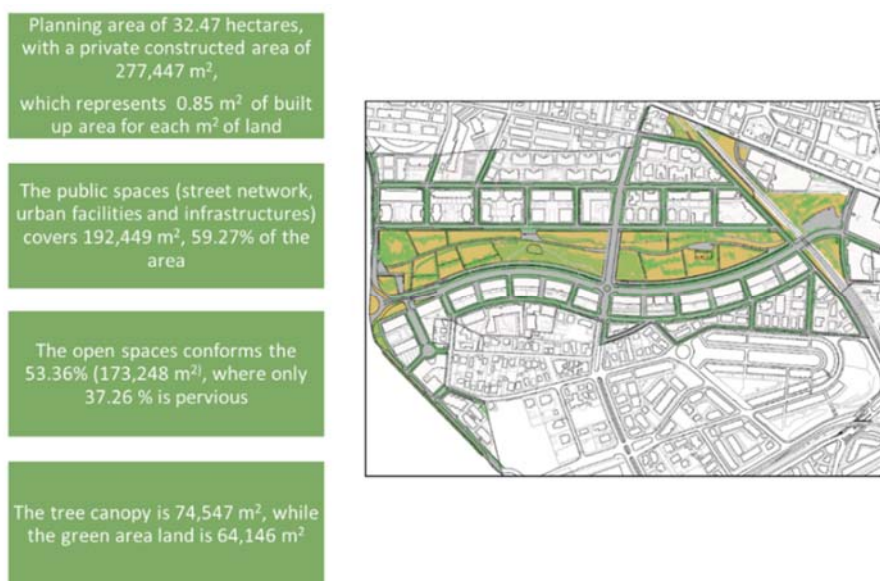 Planning area of 32.47 hectares,
with a private constructed area of
277,447 m²,
which represents 0.85 m² of built
up area for each m² of land
The public spaces (street network,
urban facilities and infrastructures)
covers 192,449 m², 59.27% of the
area
The open spaces conforms the
53.36% (173,248 m²⁾, where only
37.26 % is pervious
The tree canopy is 74,547 m², while
the green area land is 64,146 m²